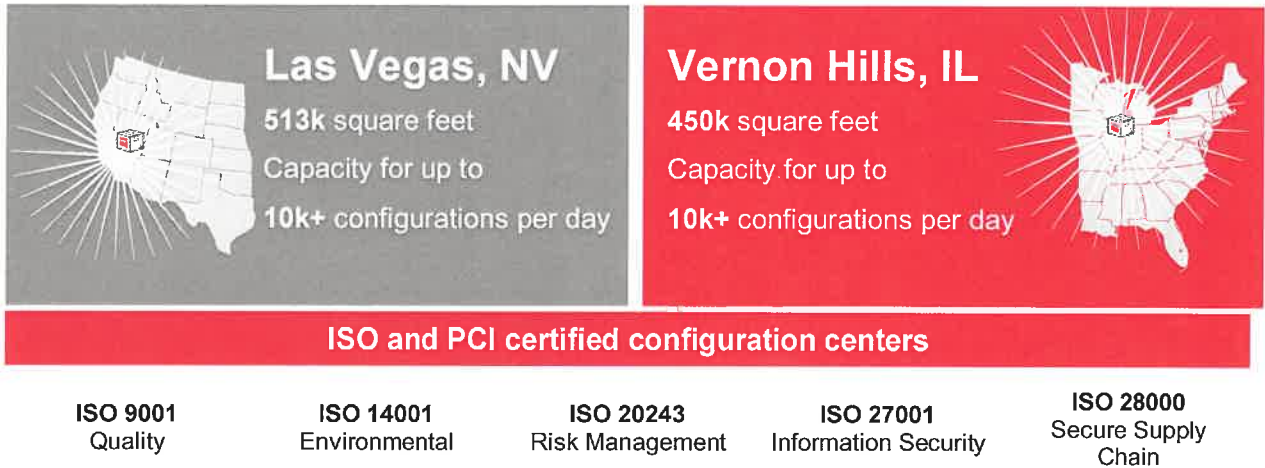 Las Vegas, NV
513k square feet
Capacity for up to
10k+ configurations per day
Vernon Hills, IL
450k square feet
Capacity for up to
10k+ configurations per day
ISO and PCI certified configuration centers
ISO 9001
Quality
ISO 14001
Environmental
ISO 20243
Risk Management
ISO 27001
Information Security
ISO 28000
Secure Supply
Chain